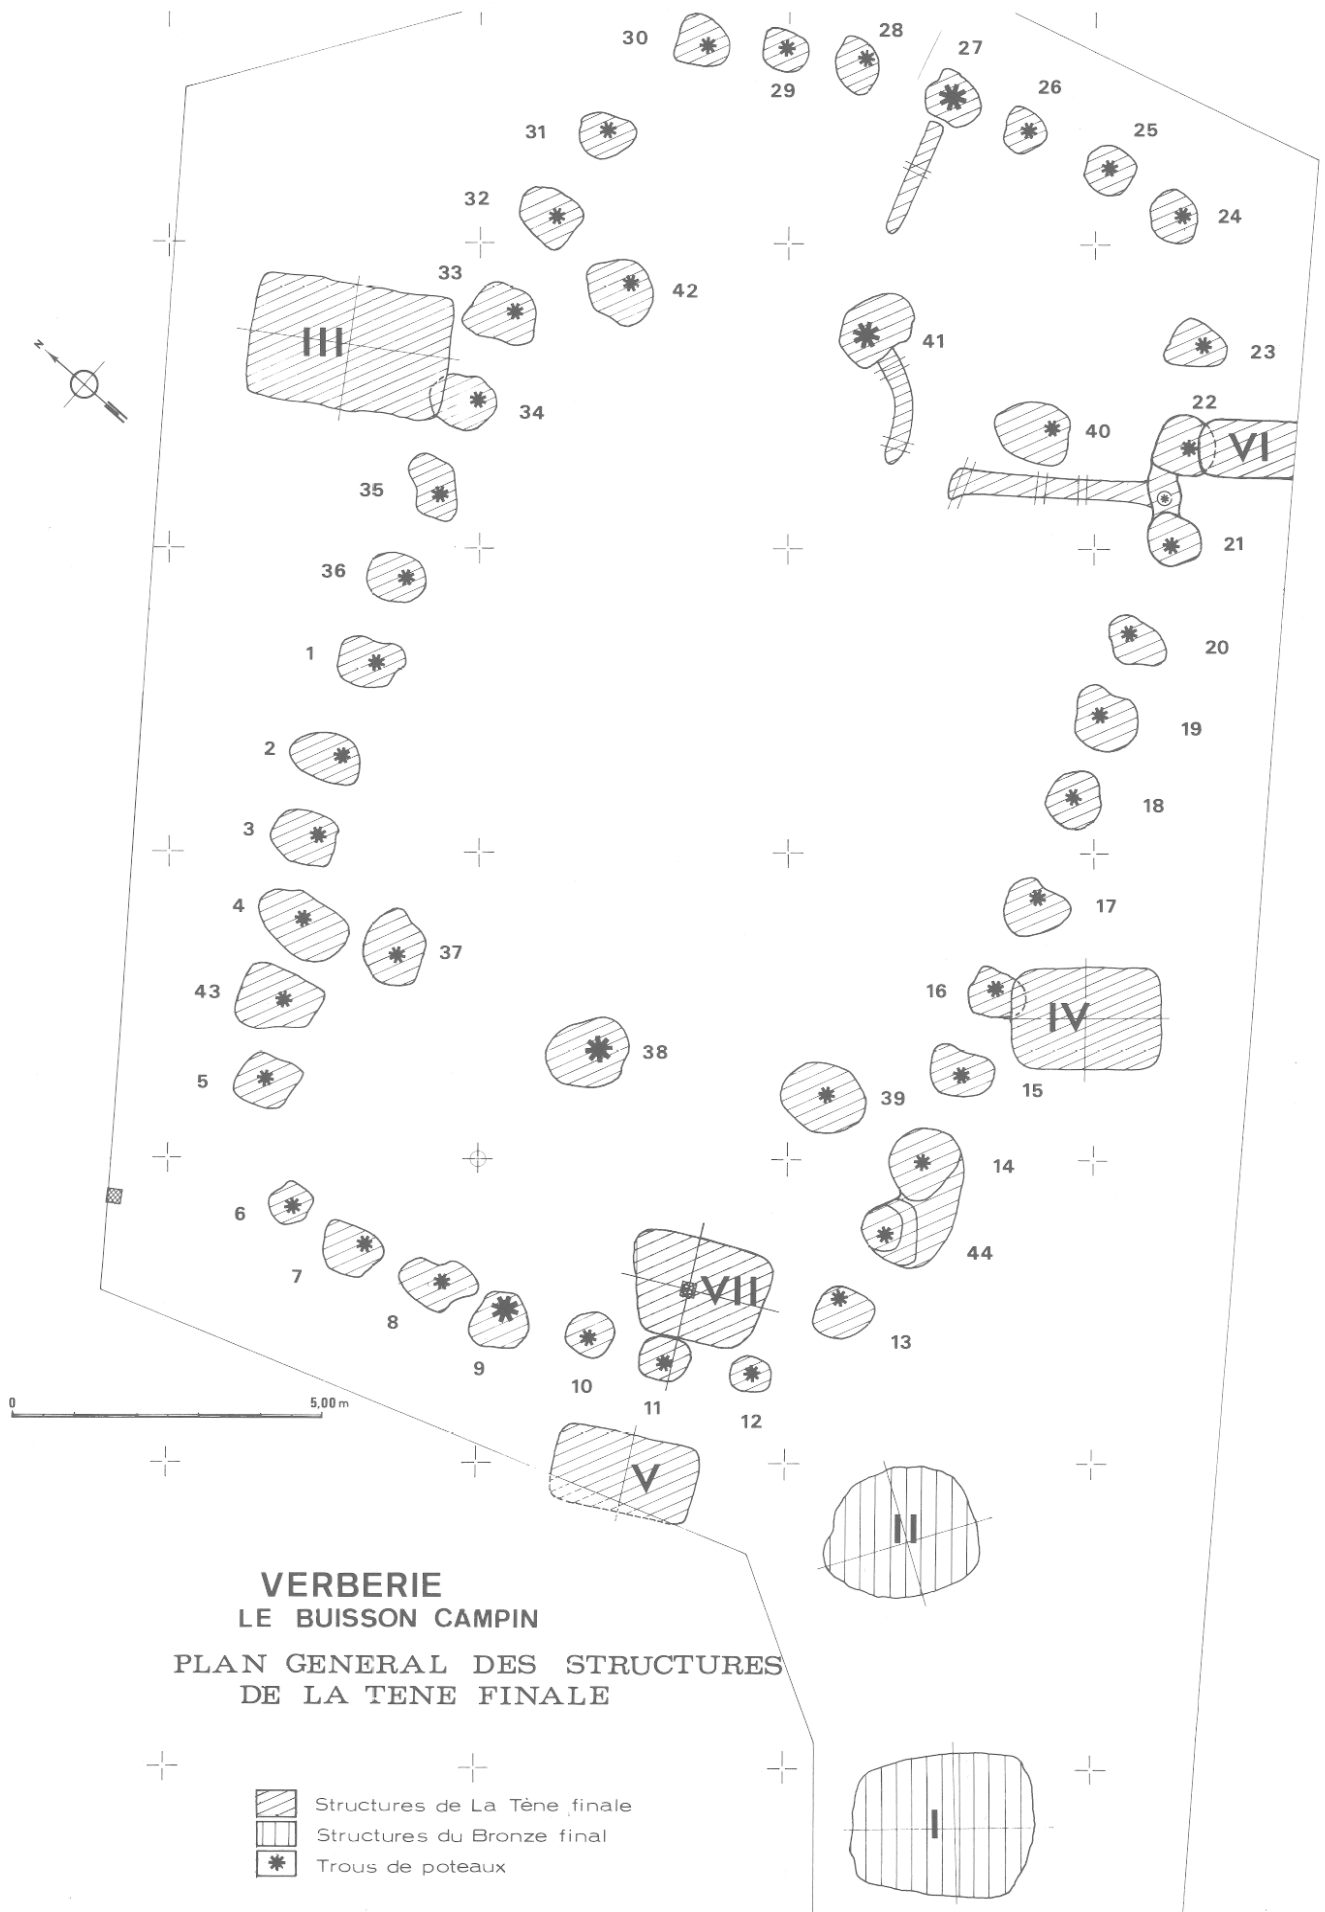 30
28
27
29
26
25
31
32
24
33
42
N
III
41
23
34
22
40
VI
35
21
36
1
20
2
19
3
18
4
17
37
43
16
IV
38
5
39
15
14
6
7
44
VII
8
13
9
10
0
5,00 m
11
12
V
II
VERBERIE
LE BUISSON CAMPIN
PLAN GENERAL DES STRUCTURES
DE LA TENE FINALE
Structures de La Tène finale
Structures du Bronze final
Trous de poteaux
I